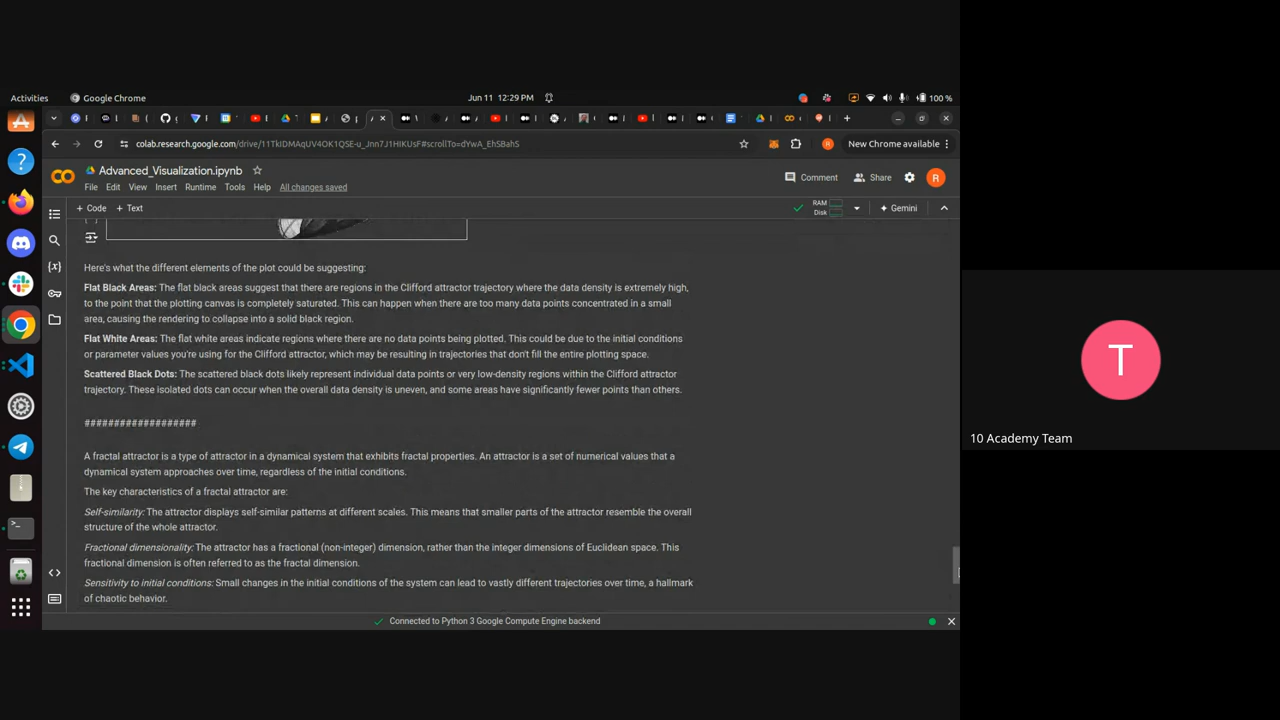 Activities
Google Chrome
Jun 11 12:29 PM
100 %
colab.research.google.com/drive/11TkIDMAqUV4OK1QSE-u_Jnn7J1HIKUsF#scrollTo=dYwA_EhSBahS
New Chrome available
Advanced_Visualization.ipynb
Comment
Share
R
File Edit View Insert Runtime Tools Help All changes saved
+ Code + Text
RAM
Disk
Gemini
Here's what the different elements of the plot could be suggesting:
Flat Black Areas: The flat black areas suggest that there are regions in the Clifford attractor trajectory where the data density is extremely high,
to the point that the plotting canvas is completely saturated. This can happen when there are too many data points concentrated in a small
area, causing the rendering to collapse into a solid black region.
Flat White Areas: The flat white areas indicate regions where there are no data points being plotted. This could be due to the initial conditions
or parameter values you're using for the Clifford attractor, which may be resulting in trajectories that don't fill the entire plotting space.
Scattered Black Dots: The scattered black dots likely represent individual data points or very low-density regions within the Clifford attractor
trajectory. These isolated dots can occur when the overall data density is uneven, and some areas have significantly fewer points than others.
###################
A fractal attractor is a type of attractor in a dynamical system that exhibits fractal properties. An attractor is a set of numerical values that a
dynamical system approaches over time, regardless of the initial conditions.
The key characteristics of a fractal attractor are:
Self-similarity: The attractor displays self-similar patterns at different scales. This means that smaller parts of the attractor resemble the overall
structure of the whole attractor.
Fractional dimensionality: The attractor has a fractional (non-integer) dimension, rather than the integer dimensions of Euclidean space. This
fractional dimension is often referred to as the fractal dimension.
Sensitivity to initial conditions: Small changes in the initial conditions of the system can lead to vastly different trajectories over time, a hallmark
of chaotic behavior.
Connected to Python 3 Google Compute Engine backend
T
10 Academy Team